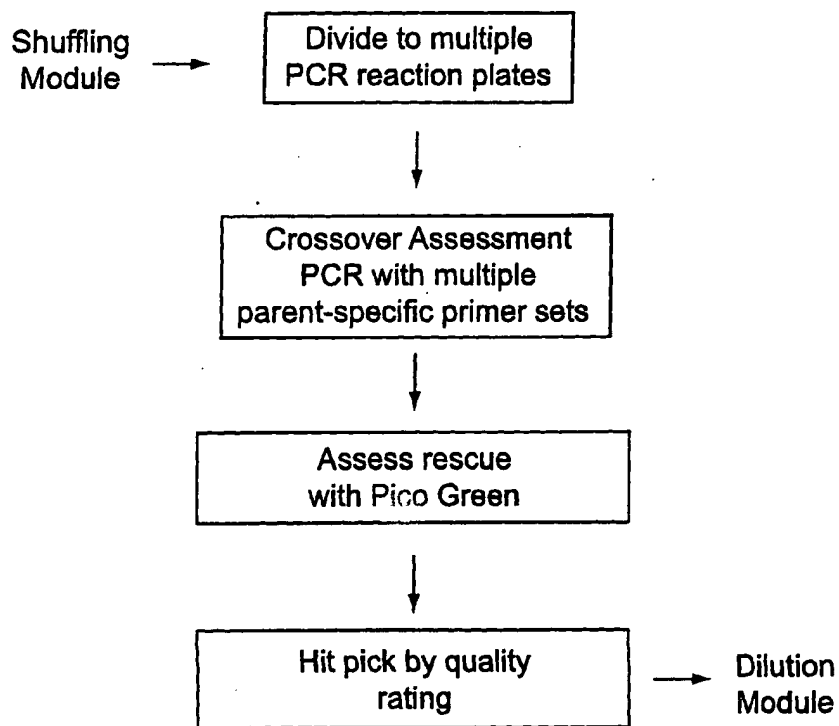 Shuffling
Module
Divide to multiple
PCR reaction plates
Crossover Assessment
PCR with multiple
parent-specific primer sets
Assess rescue
with Pico Green
Hit pick by quality
rating
Dilution
Module